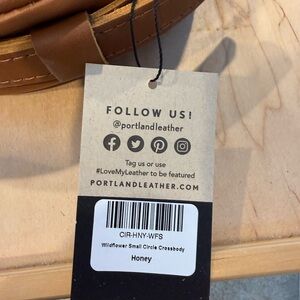 FOLLOW US!
@portlandleather
Tag us or use
#LoveMyLeather to be featured
PORTLANDLEATHER.COM
CIR-HNY-WFS
Wildflower Small Circle Crossbody
Honey